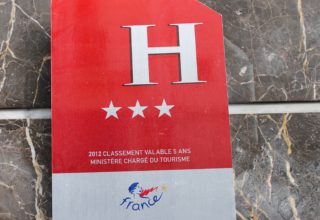 H
2012 CLASSEMENT VALABLE 5 ANS
MINISTÈRE CHARGÉ DU TOURISME
france